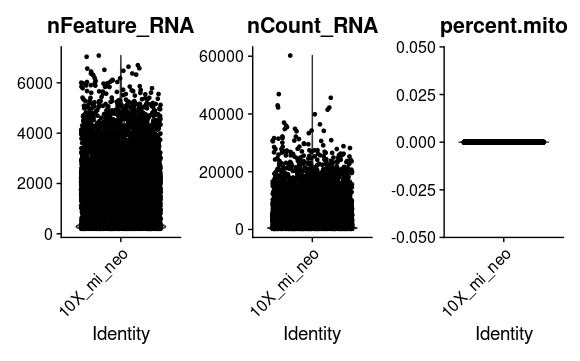 nFeature_RNA
6000
4000
2000
0
10X_mi_neo
Identity
nCount_RNA
60000
40000
20000
0
10X_mi_neo
Identity
percent.mito
0.050
0.025
0.000
-0.025
-0.050
10X_mi_neo
Identity